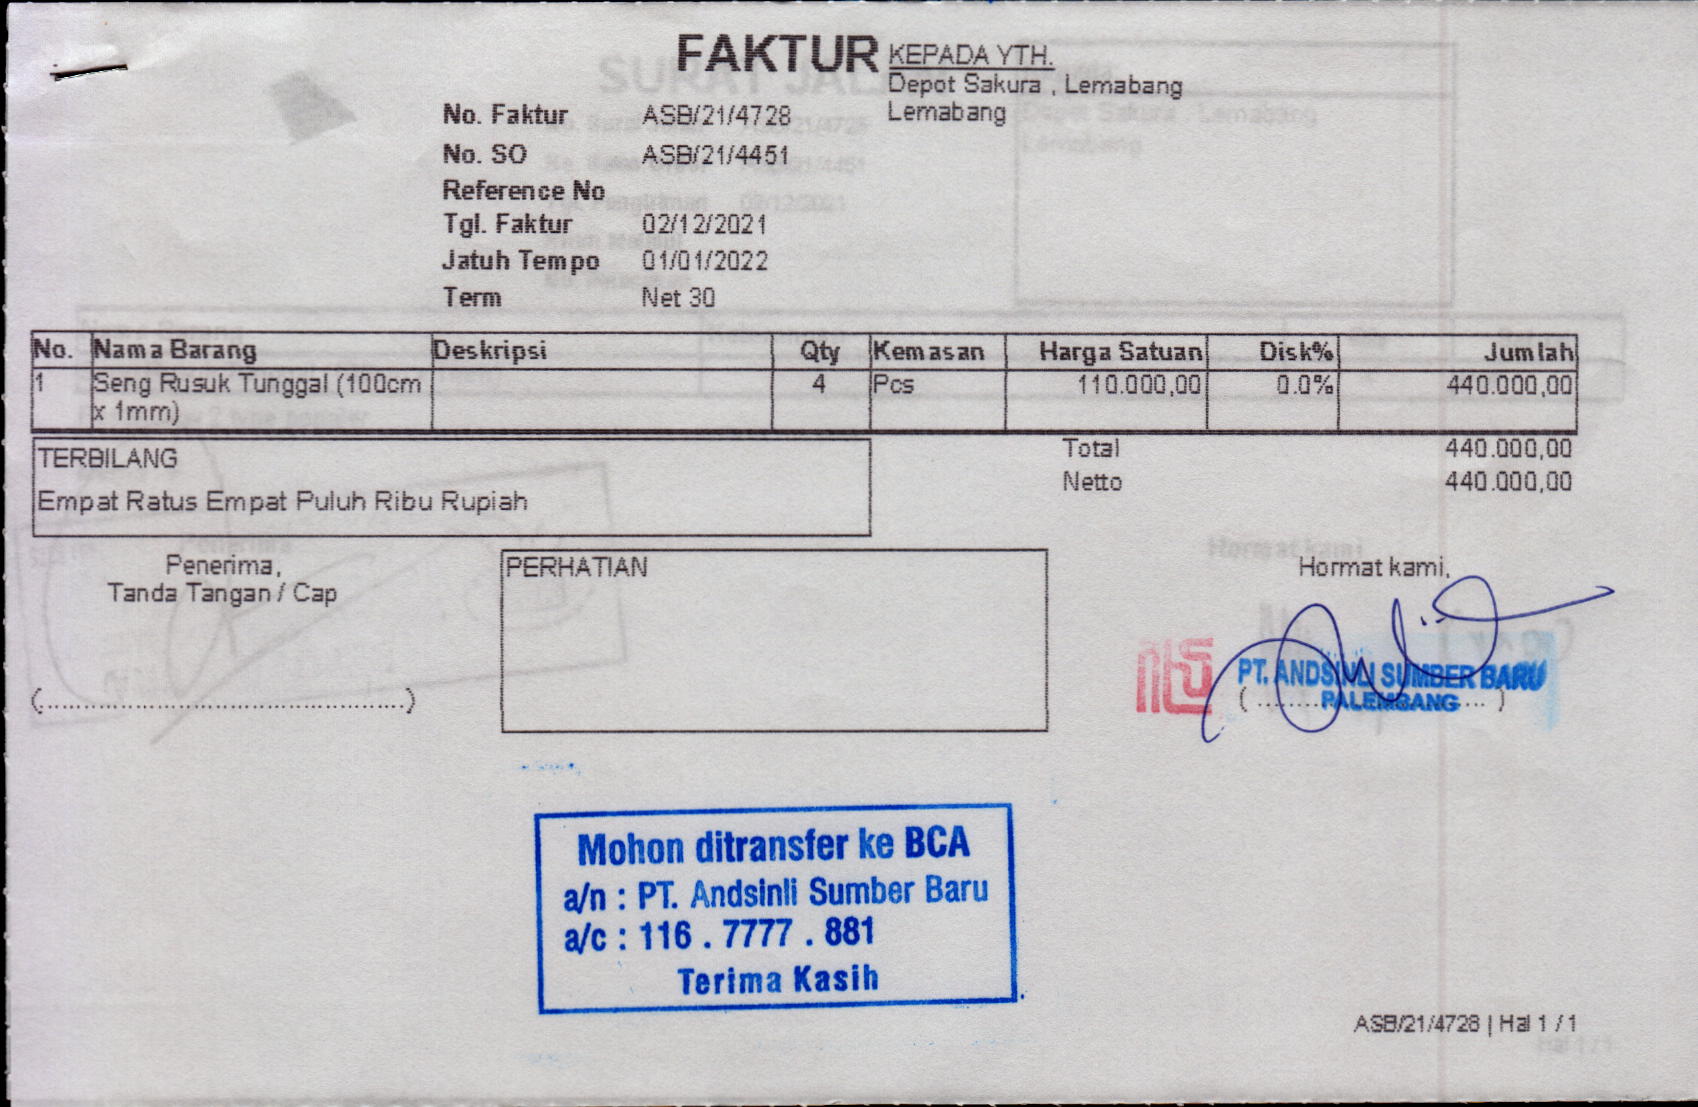 FAKTUR
KEPADA YTH.
Depot Sakura , Lemabang
Lemabang
No. Faktur ASB/21/4728
No. SO ASB/21/4451
Reference No
Tgl. Faktur 02/12/2021
Jatuh Tempo 01/01/2022
Term Net 30
No. Nama Barang Deskripsi Qty Kemasan Harga Satuan Disk% Jumlah
1 Seng Rusuk Tunggal (100cm 4 Pcs 110.000,00 0.0% 440.000,00
x 1mm)
TERBILANG
Empat Ratus Empat Puluh Ribu Rupiah
Total 440.000,00
Netto 440.000,00
Penerima,
Tanda Tangan / Cap
(................................................)
PERHATIAN
Hormat kami,
PT. ANDSINLI SUMBER BARU
PALEMBANG
Mohon ditransfer ke BCA
a/n : PT. Andsinli Sumber Baru
a/c : 116 . 7777 . 881
Terima Kasih
ASB/21/4728 | Hal 1 / 1